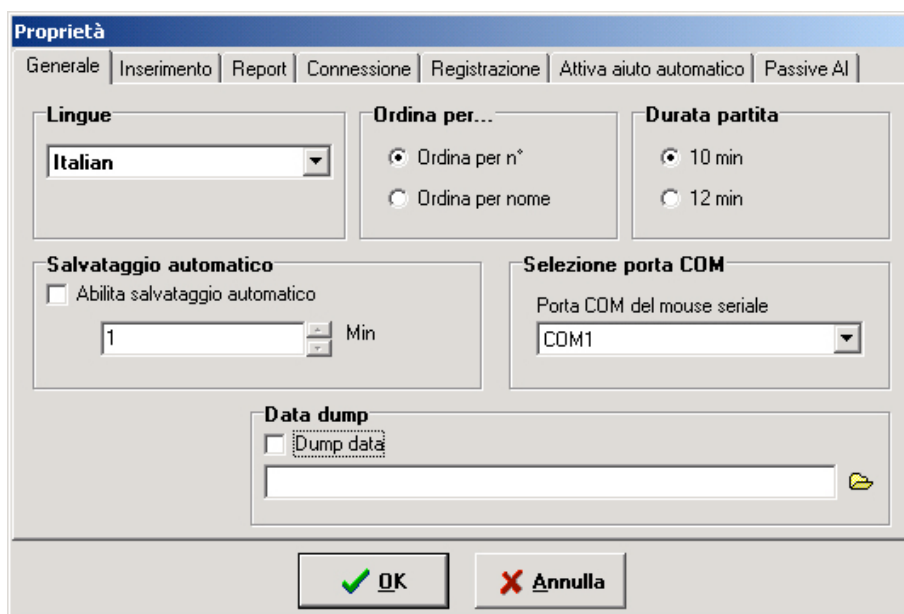 Proprietà
Generale Inserimento Report Connessione Registrazione Attiva aiuto automatico Passive AI
Lingue
Italian
Ordina per...
Ordina per n°
Ordina per nome
Durata partita
10 min
12 min
Salvataggio automatico
Abilita salvataggio automatico
1 Min
Selezione porta COM
Porta COM del mouse seriale
COM1
Data dump
Dump data
OK Annulla